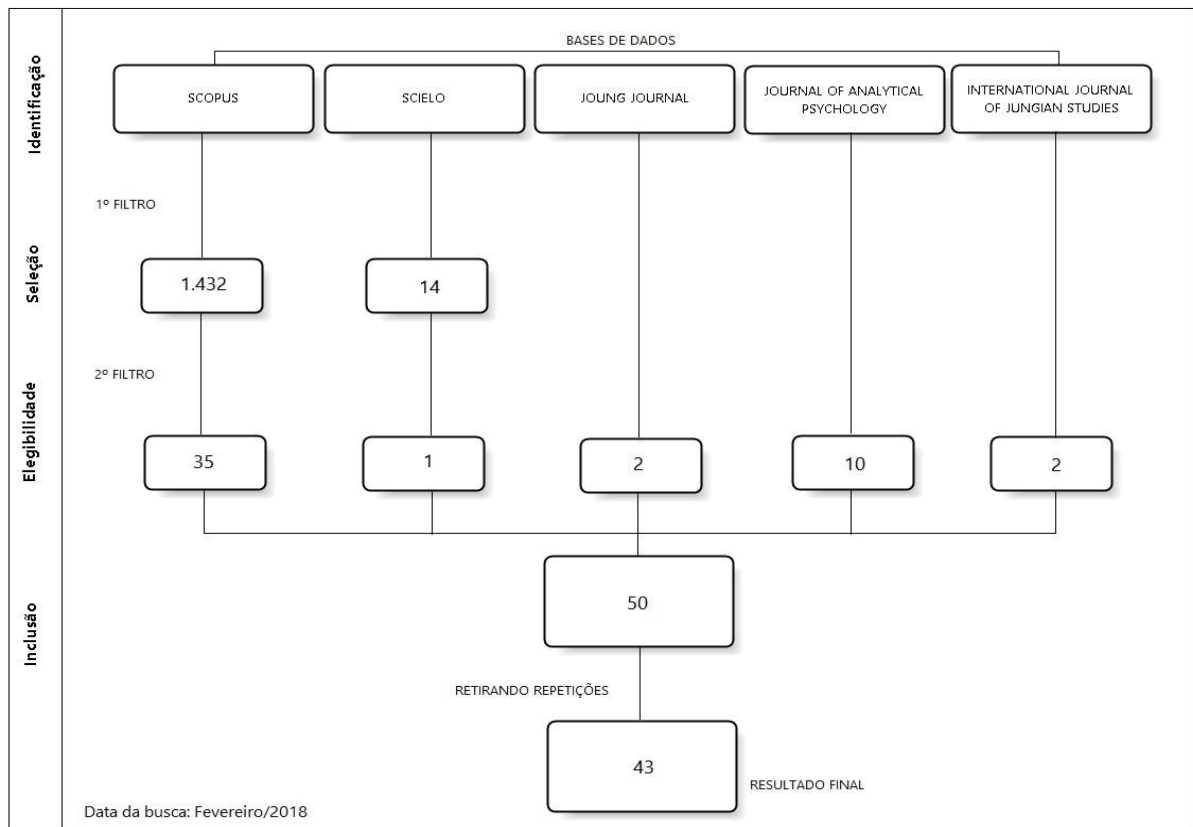 BASES DE DADOS
Identificação
SCOPUS
SCIELO
JOUNG JOURNAL
JOURNAL OF ANALYTICAL
PSYCHOLOGY
INTERNATIONAL JOURNAL
OF JUNGIAN STUDIES
1º FILTRO
Seleção
1.432
14
2º FILTRO
Elegibilidade
35
1
2
10
2
Inclusão
50
RETIRANDO REPETIÇÕES
43
RESULTADO FINAL
Data da busca: Fevereiro/2018